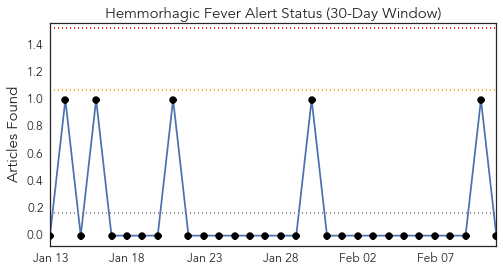 Hemmorhagic Fever Alert Status (30-Day Window)
Articles Found
1.4
1.2
1.0
0.8
0.6
0.4
0.2
0.0
Jan 13 Jan 18 Jan 23 Jan 28 Feb 02 Feb 07